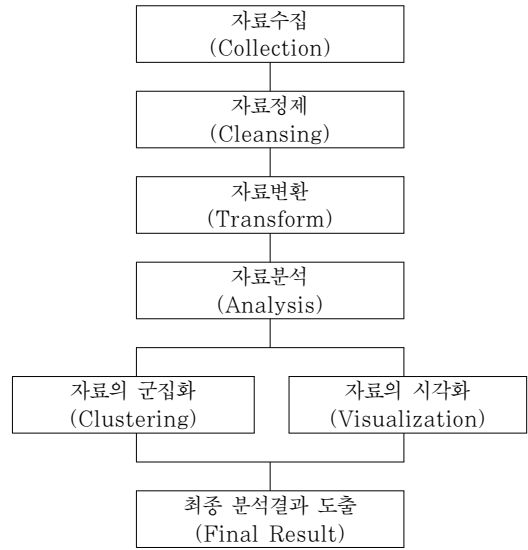 자료수집
(Collection)
자료정제
(Cleansing)
자료변환
(Transform)
자료분석
(Analysis)
자료의 군집화
(Clustering)
자료의 시각화
(Visualization)
최종 분석결과 도출
(Final Result)